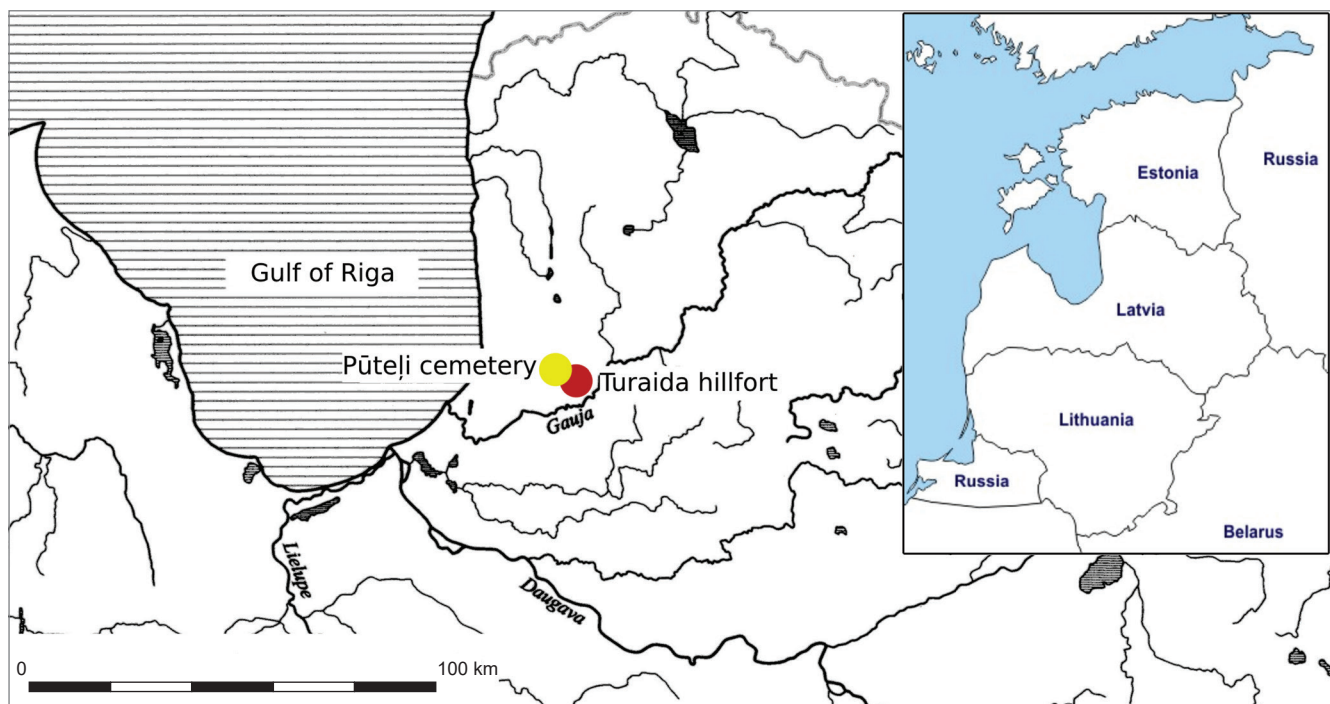 Estonia
Russia
Gulf of Riga
Latvia
Pūteļi cemetery
Turaida hillfort
Gauja
Lithuania
Russia
Belarus
Lielupe
Daugava
0
100 km